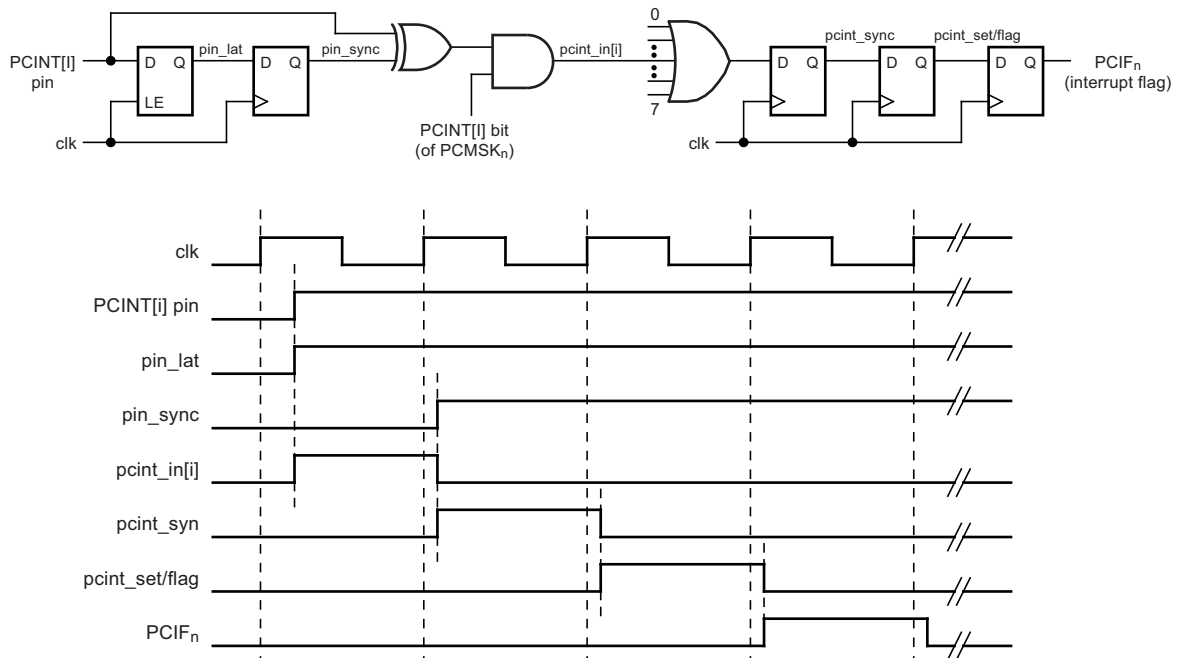 PCINT[I]
pin
D Q
LE
pin_lat
D Q
pin_sync
clk
PCINT[I] bit
(of PCMSKn)
pcint_in[i]
0
7
D Q
pcint_sync
D Q
pcint_set/flag
D Q
PCIFn
(interrupt flag)
clk
clk
PCINT[i] pin
pin_lat
pin_sync
pcint_in[i]
pcint_syn
pcint_set/flag
PCIFn